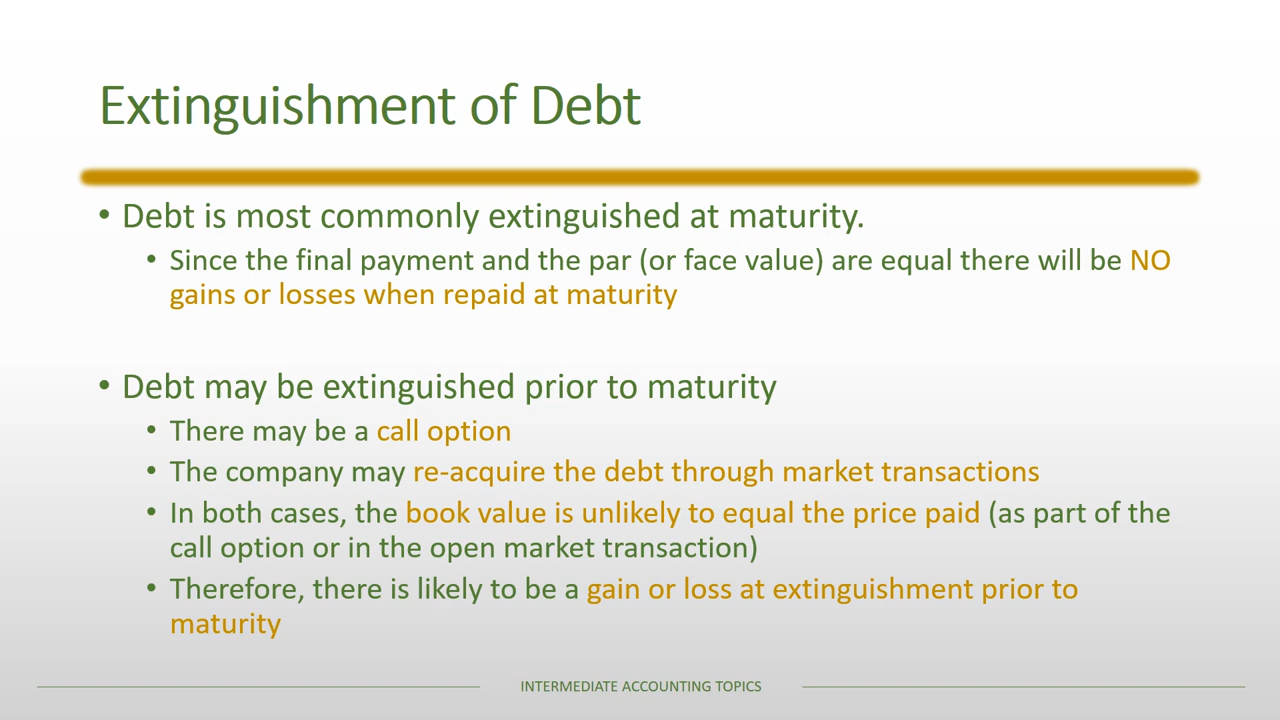 Extinguishment of Debt
• Debt is most commonly extinguished at maturity.
• Since the final payment and the par (or face value) are equal there will be NO
gains or losses when repaid at maturity
• Debt may be extinguished prior to maturity
• There may be a call option
• The company may re-acquire the debt through market transactions
• In both cases, the book value is unlikely to equal the price paid (as part of the
call option or in the open market transaction)
• Therefore, there is likely to be a gain or loss at extinguishment prior to
maturity
INTERMEDIATE ACCOUNTING TOPICS